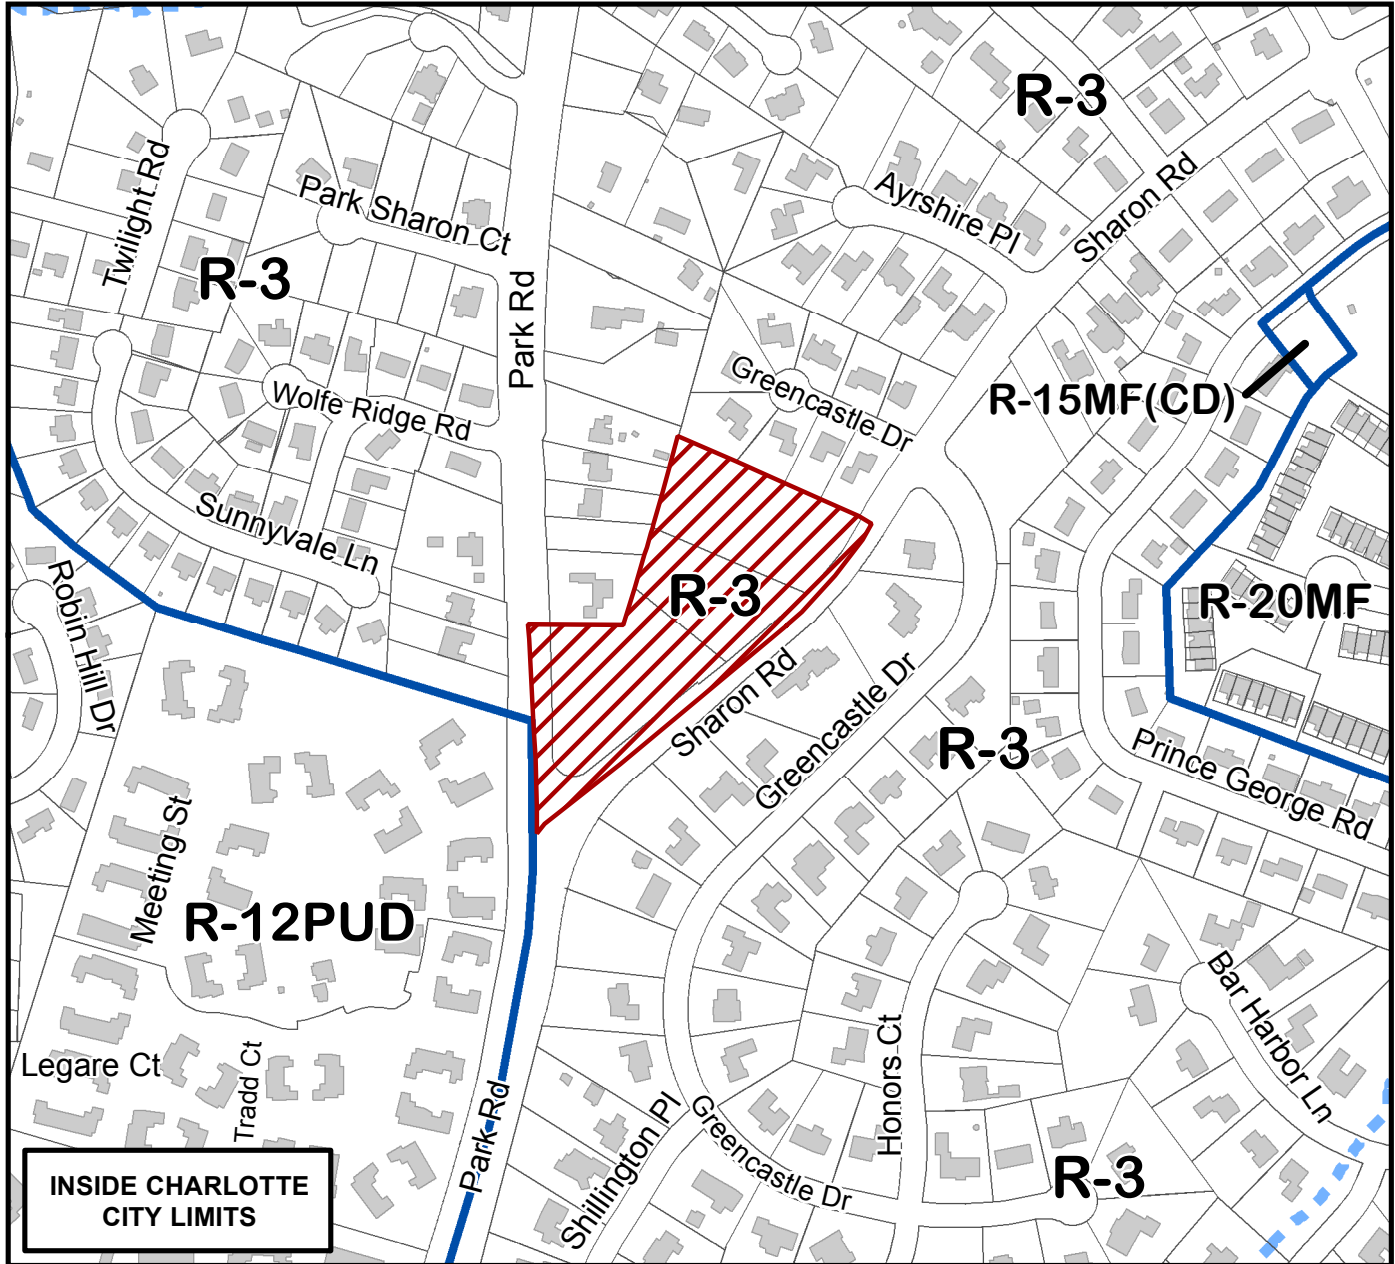 R-3
Twilight Rd
Park Sharon Ct
Ayrshire Pl
Sharon Rd
R-3
Park Rd
Greencastle Dr
R-15MF(CD)
Wolfe Ridge Rd
Sunnyvale Ln
Robin Hill Dr
R-3
R-20MF
Sharon Rd
Greencastle Dr
R-3
Prince George Rd
Meeting St
R-12PUD
Bar Harbor Ln
Honors Ct
Legare Ct
Tradd Ct
Park Rd
Shillington Pl
Greencastle Dr
R-3
INSIDE CHARLOTTE
CITY LIMITS